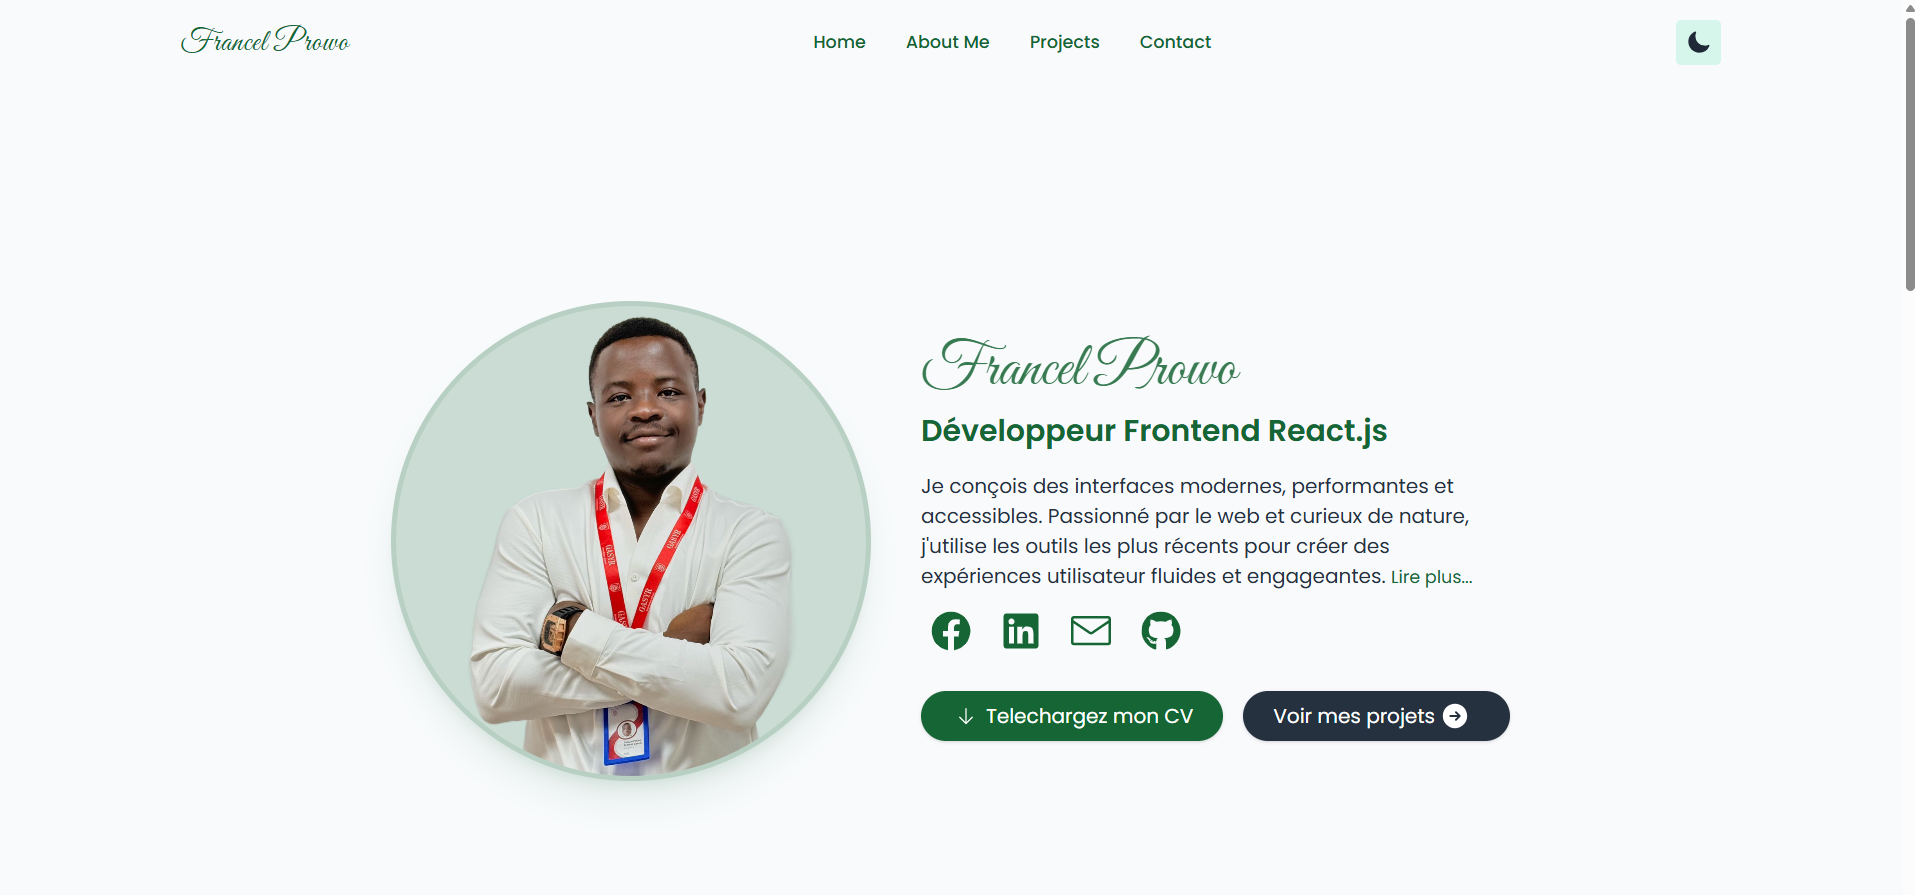 Francel Prowo
Home
About Me
Projects
Contact
Francel Prowo
Développeur Frontend React.js
Je conçois des interfaces modernes, performantes et
accessibles. Passionné par le web et curieux de nature,
j'utilise les outils les plus récents pour créer des
expériences utilisateur fluides et engageantes. Lire plus...
Telechargez mon CV
Voir mes projets